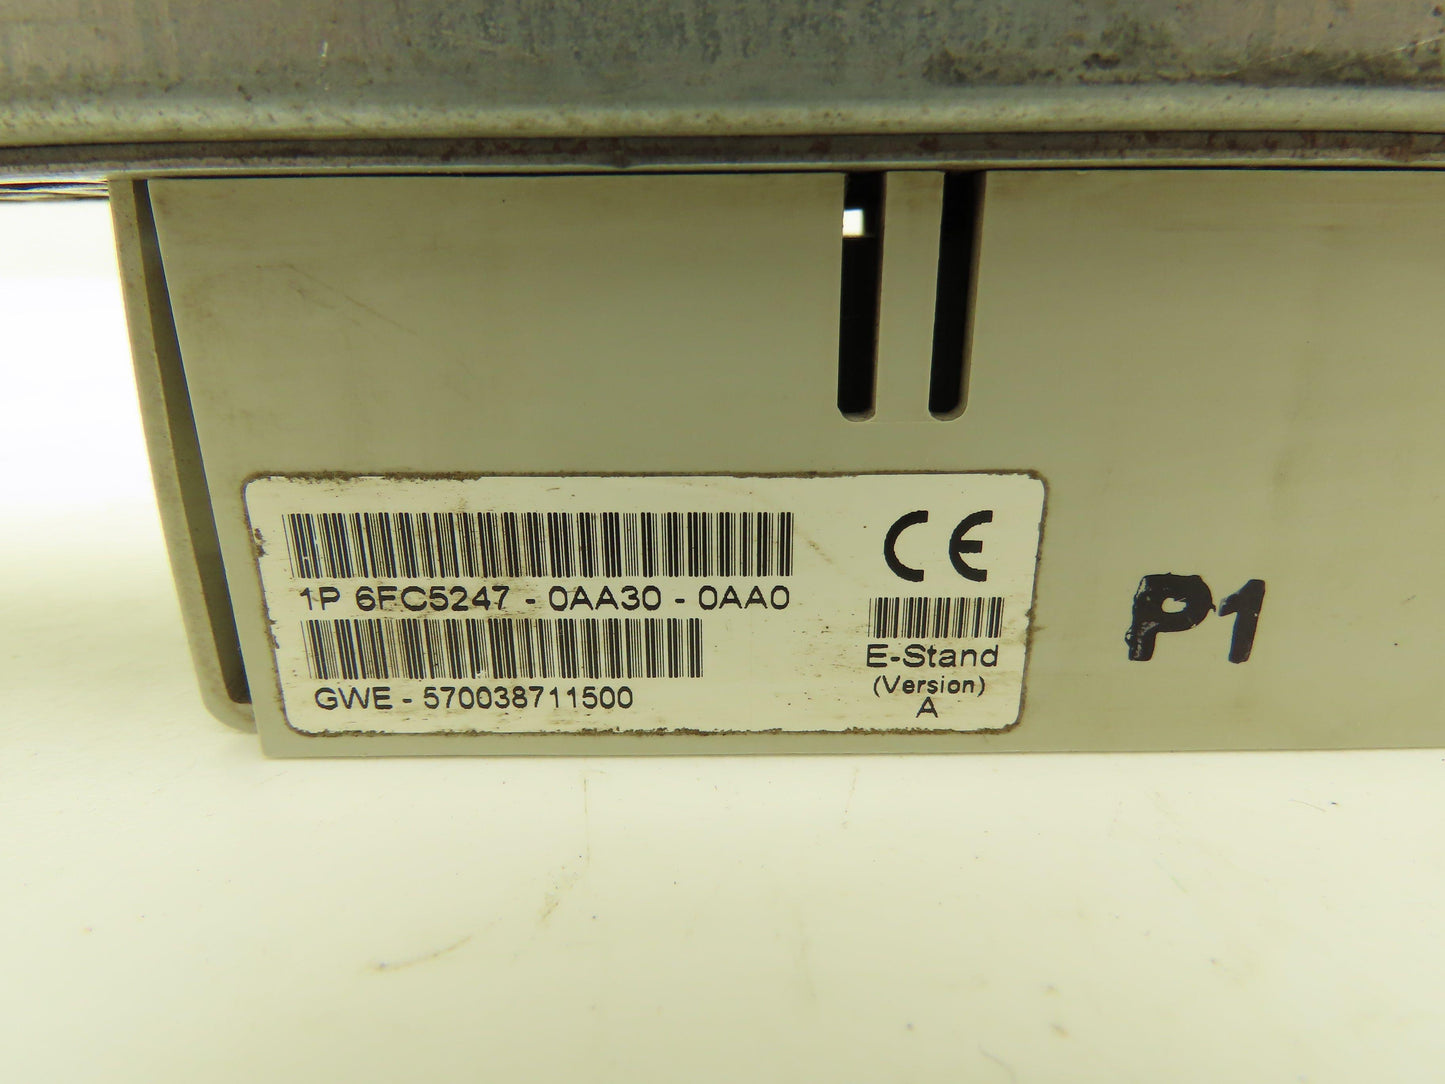 CE
1P 6FC5247 - 0AA30 - 0AA0
E-Stand
(Version)
A
GWE - 570038711500
P1